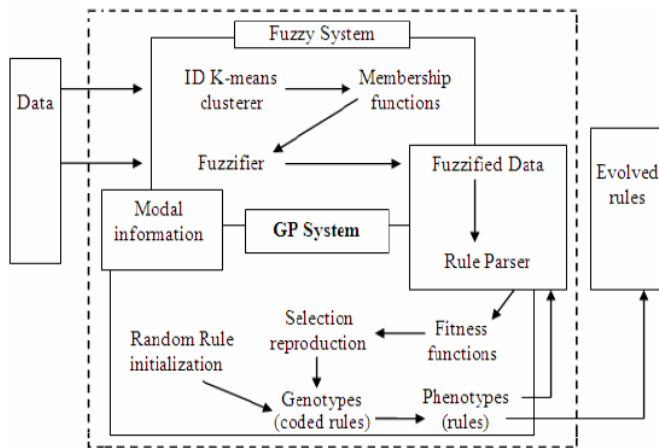 Fuzzy System
Data
ID K-means
clusterer
Membership
functions
Fuzzifier
Fuzzified Data
Evolved
rules
Modal
information
GP System
Rule Parser
Random Rule
initialization
Selection
reproduction
Fitness
functions
Genotypes
(coded rules)
Phenotypes
(rules)